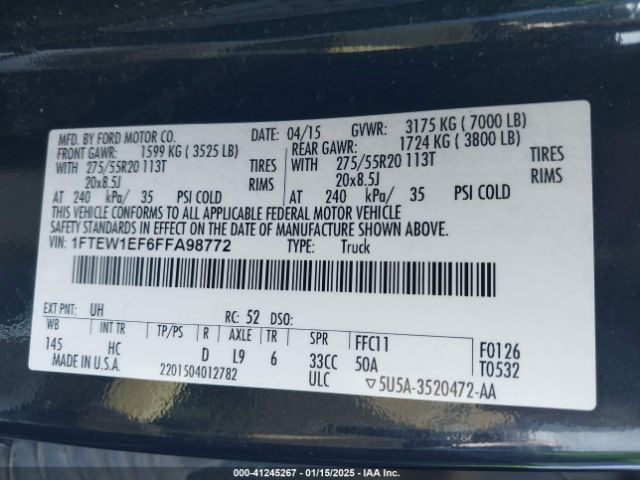 MFD. BY FORD MOTOR CO. DATE: 04/15 GVWR: 3175 KG ( 7000 LB)
FRONT GAWR: 1599 KG ( 3525 LB) REAR GAWR: 1724 KG ( 3800 LB)
WITH 275/55R20 113T TIRES WITH 275/55R20 113T TIRES
20x8.5J RIMS 20x8.5J RIMS
AT 240 kPa/ 35 PSI COLD AT 240 kPa/ 35 PSI COLD
THIS VEHICLE CONFORMS TO ALL APPLICABLE FEDERAL MOTOR VEHICLE
SAFETY STANDARDS IN EFFECT ON THE DATE OF MANUFACTURE SHOWN ABOVE.
VIN: 1FTEW1EF6FFA98772 TYPE: Truck
EXT PNT: UH RC: 52 DSO:
WB INT TR TP/PS R AXLE TR SPR FFC11 F0126
145 HC D L9 6 33CC 50A T0532
MADE IN U.S.A. 2201504012782 ULC ▽5U5A-3520472-AA
000-41245267 - 01/15/2025 - IAA Inc.